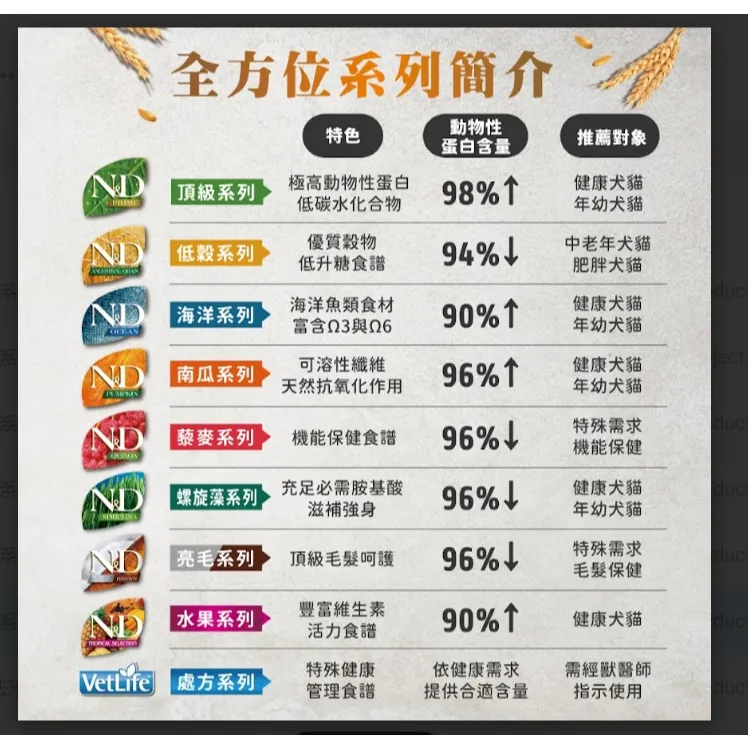 全方位系列簡介
特色
動物性
蛋白含量
推薦對象
N&D
PRIME
頂級系列
極高動物性蛋白
低碳水化合物
98%↑
健康犬貓
年幼犬貓
N&D
ANCESTRAL GRAIN
低穀系列
優質穀物
低升糖食譜
94%↓
中老年犬貓
肥胖犬貓
N&D
OCEAN
海洋系列
海洋魚類食材
富含Ω3與Ω6
90%↑
健康犬貓
年幼犬貓
N&D
PUMPKIN
南瓜系列
可溶性纖維
天然抗氧化作用
96%↑
健康犬貓
年幼犬貓
N&D
QUINOA
藜麥系列
機能保健食譜
96%↓
特殊需求
機能保健
N&D
SPIRULINA
螺旋藻系列
充足必需胺基酸
滋補強身
96%↓
健康犬貓
年幼犬貓
N&D
BROWN
亮毛系列
頂級毛髮呵護
96%↓
特殊需求
毛髮保健
N&D
TROPICAL SELECTION
水果系列
豐富維生素
活力食譜
90%↑
健康犬貓
VetLife
處方系列
特殊健康
管理食譜
依健康需求
提供合適含量
需經獸醫師
指示使用